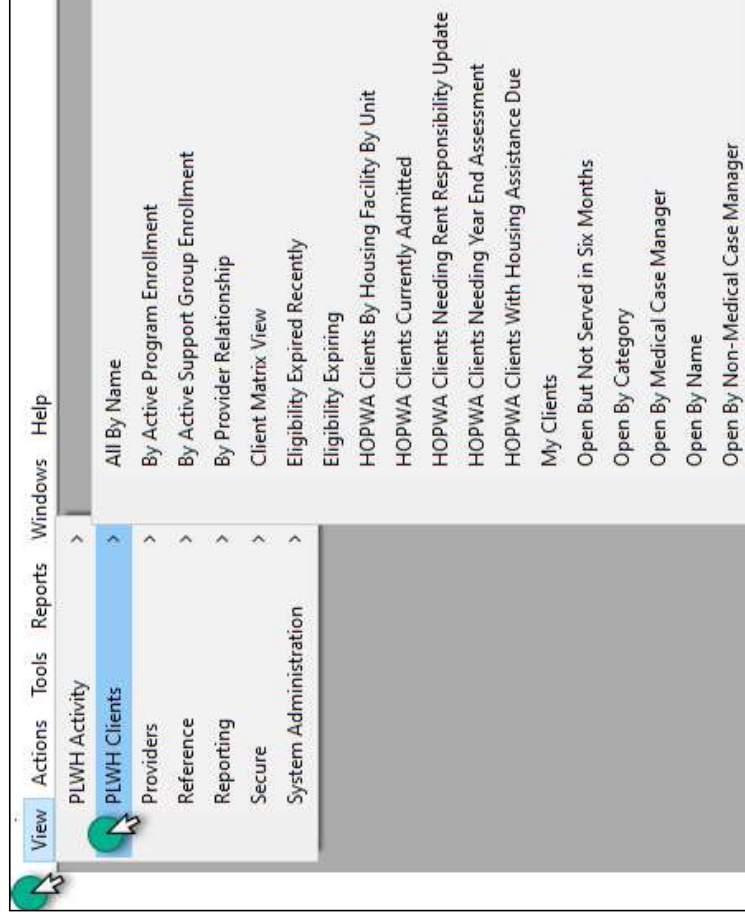 View Actions Tools Reports Windows Help
PLWH Activity >
PLWH Clients >
Providers >
Reference >
Reporting >
Secure >
System Administration >
All By Name
By Active Program Enrollment
By Active Support Group Enrollment
By Provider Relationship
Client Matrix View
Eligibility Expired Recently
Eligibility Expiring
HOPWA Clients By Housing Facility By Unit
HOPWA Clients Currently Admitted
HOPWA Clients Needing Rent Responsibility Update
HOPWA Clients Needing Year End Assessment
HOPWA Clients With Housing Assistance Due
My Clients
Open But Not Served in Six Months
Open By Category
Open By Medical Case Manager
Open By Name
Open By Non-Medical Case Manager